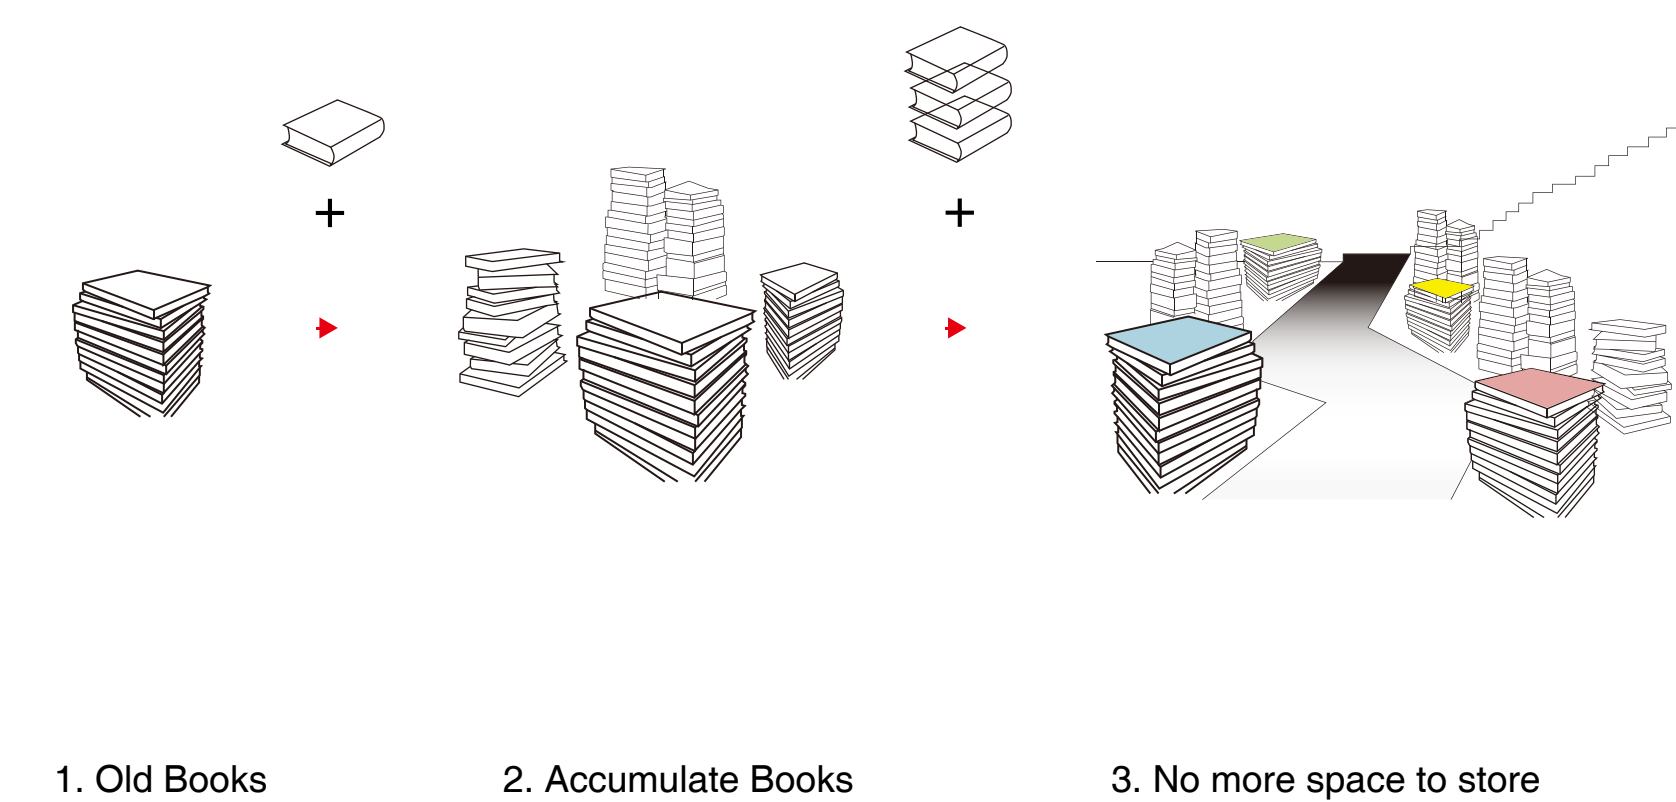 1. Old Books
2. Accumulate Books
3. No more space to store